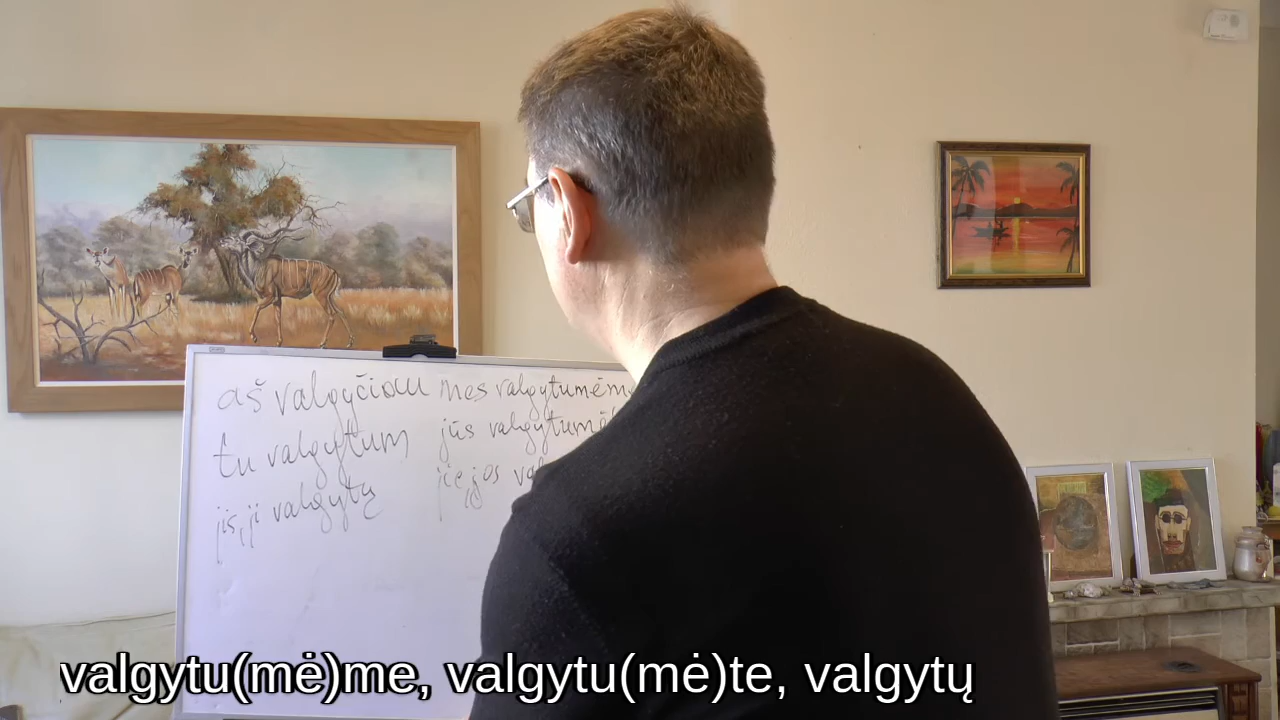 aš valgyčiau
tu valgytum
jis, ji valgytų
mes valgytumėm
jūs valgytumė
jie, jos val
valgytu(mė)me, valgytu(mė)te, valgytų